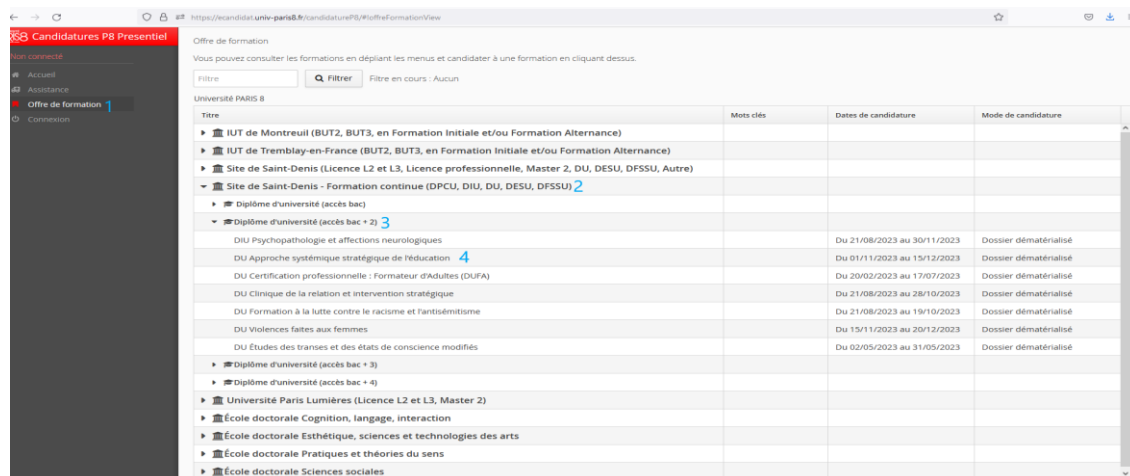 https://ecandidat.univ-paris8.fr/candidatureP8/#!offreFormationView
Candidatures P8 Presentiel
Non connecté
Accueil
Assistance
Offre de formation 1
Connexion
Offre de formation
Vous pouvez consulter les formations en dépliant les menus et candidater à une formation en cliquant dessus.
Filtre Filtrer Filtre en cours : Aucun
Université PARIS 8
Titre Mots clés Dates de candidature Mode de candidature
IUT de Montreuil (BUT2, BUT3, en Formation Initiale et/ou Formation Alternance)
IUT de Tremblay-en-France (BUT2, BUT3, en Formation Initiale et/ou Formation Alternance)
Site de Saint-Denis (Licence L2 et L3, Licence professionnelle, Master 2, DU, DESU, DFSSU, Autre)
Site de Saint-Denis - Formation continue (DPCU, DIU, DU, DESU, DFSSU) 2
Diplôme d'université (accès bac)
Diplôme d'université (accès bac + 2) 3
DIU Psychopathologie et affections neurologiques Du 21/08/2023 au 30/11/2023 Dossier dématérialisé
DU Approche systémique stratégique de l'éducation 4 Du 01/11/2023 au 15/12/2023 Dossier dématérialisé
DU Certification professionnelle : Formateur d'Adultes (DUFA) Du 20/02/2023 au 17/07/2023 Dossier dématérialisé
DU Clinique de la relation et intervention stratégique Du 21/08/2023 au 28/10/2023 Dossier dématérialisé
DU Formation à la lutte contre le racisme et l'antisémitisme Du 21/08/2023 au 19/10/2023 Dossier dématérialisé
DU Violences faites aux femmes Du 15/11/2023 au 20/12/2023 Dossier dématérialisé
DU Études des transes et des états de conscience modifiés Du 02/05/2023 au 31/05/2023 Dossier dématérialisé
Diplôme d'université (accès bac + 3)
Diplôme d'université (accès bac + 4)
Université Paris Lumières (Licence L2 et L3, Master 2)
École doctorale Cognition, langage, interaction
École doctorale Esthétique, sciences et technologies des arts
École doctorale Pratiques et théories du sens
École doctorale Sciences sociales